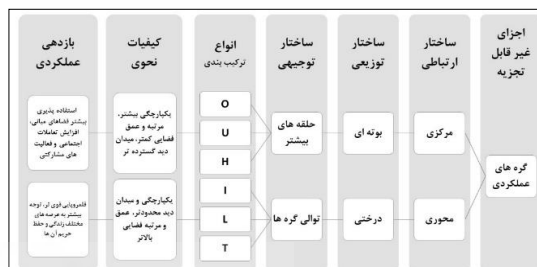 اجزای
غیر قابل
تجزیه
ساختار
ارتباطی
ساختار
توزیعی
ساختار
توجیهی
انواع
ترکیب بندی
کیفیات
نحوی
بازدهی
عملکردی
گره های
عملکردی
مرکزی
محوری
بوته ای
درختی
حلقه های
بیشتر
توالی گره ها
O
U
H
I
L
T
یکپارچگی بیشتر،
مرتبه و عمق
فضایی کمتر، میدان
دید گسترده تر
یکپارچگی و میدان
دید محدودتر، عمق
و مرتبه فضایی
بالاتر
استفاده پذیری
بیشتر فضاهای میانی،
افزایش تعاملات
اجتماعی و فعالیت
های مشارکتی
قلمروپایی قوی تر، توجه
بیشتر به عرصه های
مختلف زندگی و حفظ
حریم آن ها